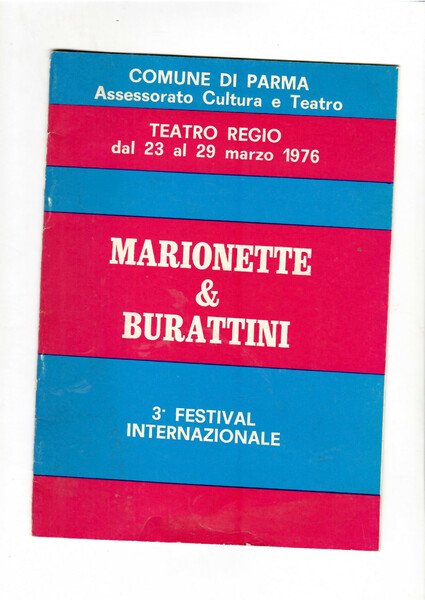 COMUNE DI PARMA
Assessorato Cultura e Teatro
TEATRO REGIO
dal 23 al 29 marzo 1976
MARIONETTE
&
BURATTINI
3° FESTIVAL
INTERNAZIONALE